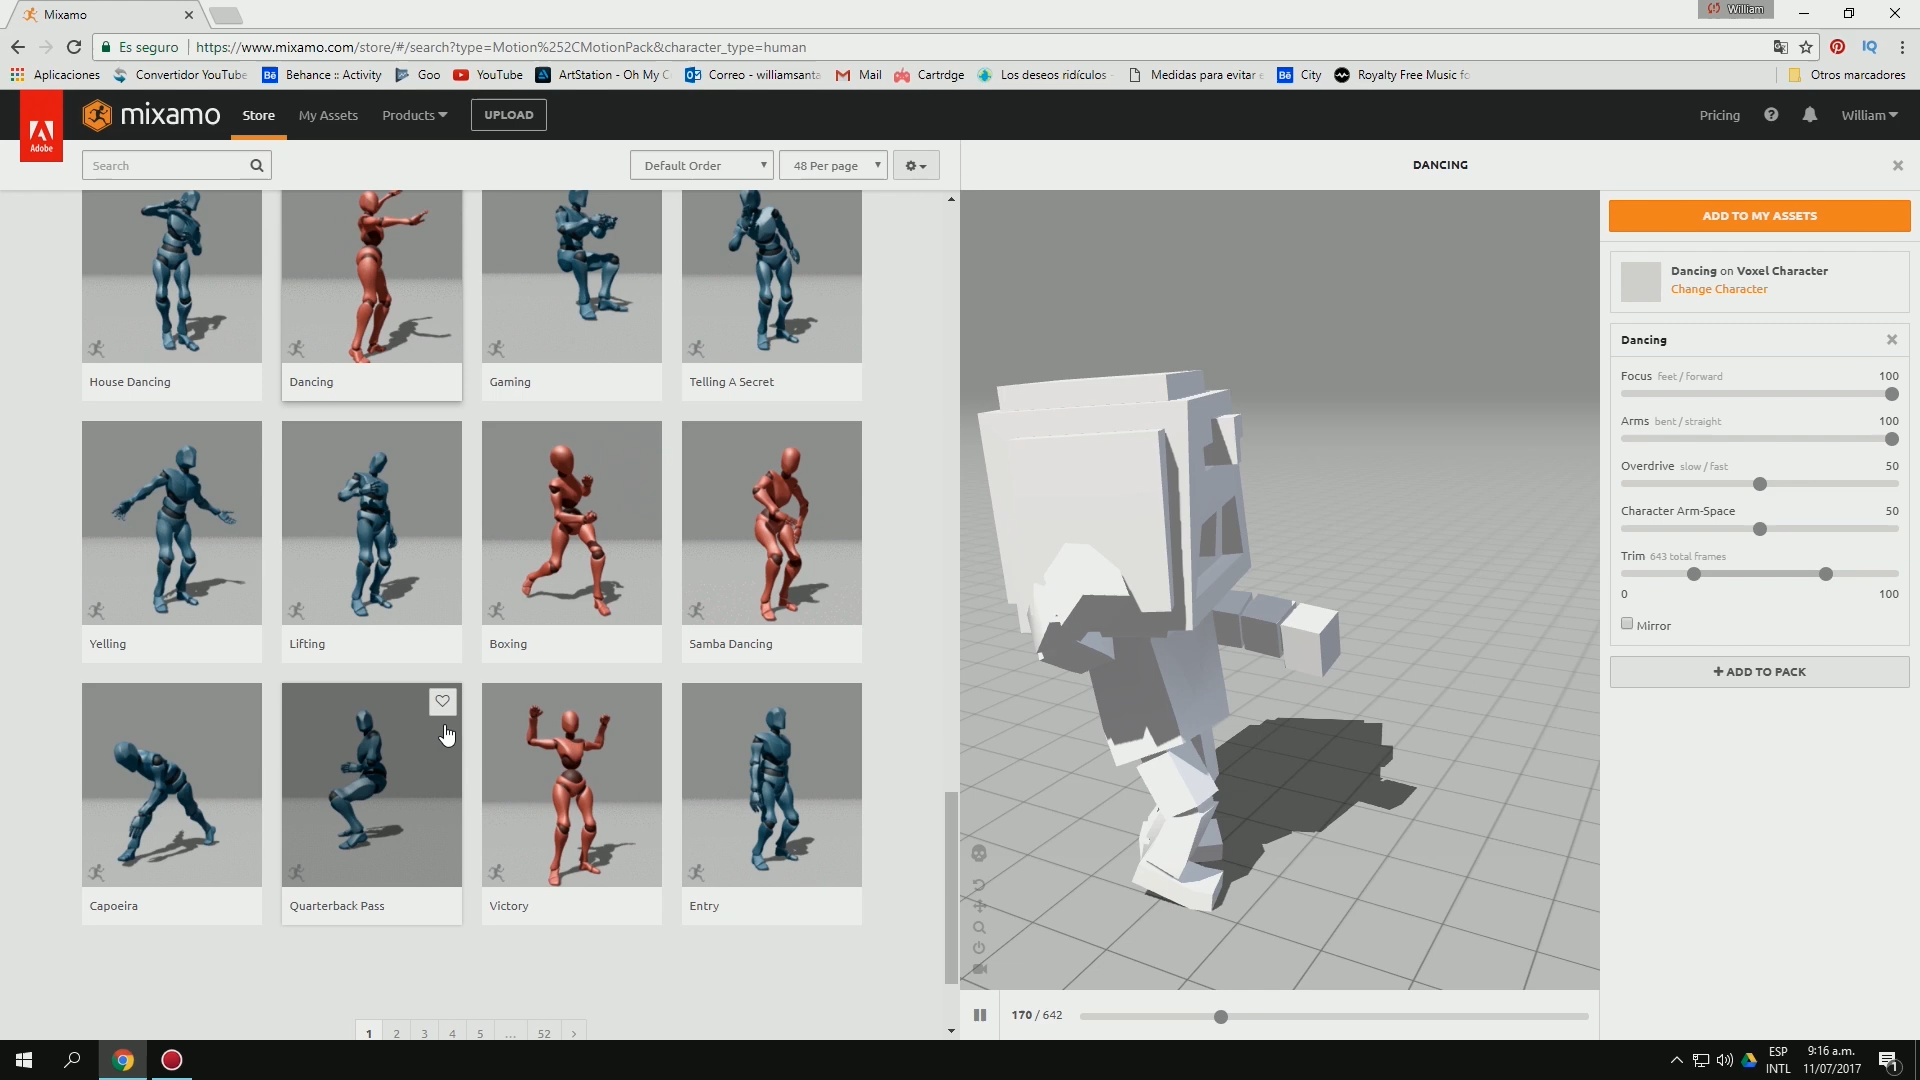 Mixamo
William
Es seguro
https://www.mixamo.com/store/#/search?type=Motion%252CMotionPack&character_type=human
Aplicaciones
Convertidor YouTube
Behance :: Activity
Goo
YouTube
ArtStation - Oh My
Correo - williamsanta
Mail
Cartrdge
Los deseos ridículos
Medidas para evitar
City
Royalty Free Music fo
Otros marcadores
Adobe
mixamo
Store
My Assets
Products
UPLOAD
Pricing
William
Search
Default Order
48 Per page
DANCING
ADD TO MY ASSETS
Dancing on Voxel Character
Change Character
Dancing
Focus feet / forward 100
Arms bent / straight 100
Overdrive slow / fast 50
Character Arm-Space 50
Trim 643 total frames
0 100
Mirror
+ ADD TO PACK
House Dancing
Dancing
Gaming
Telling A Secret
Yelling
Lifting
Boxing
Samba Dancing
Capoeira
Quarterback Pass
Victory
Entry
1 2 3 4 5 ... 52 >
170 / 642
ESP
INTL
9:16 a.m.
11/07/2017
1